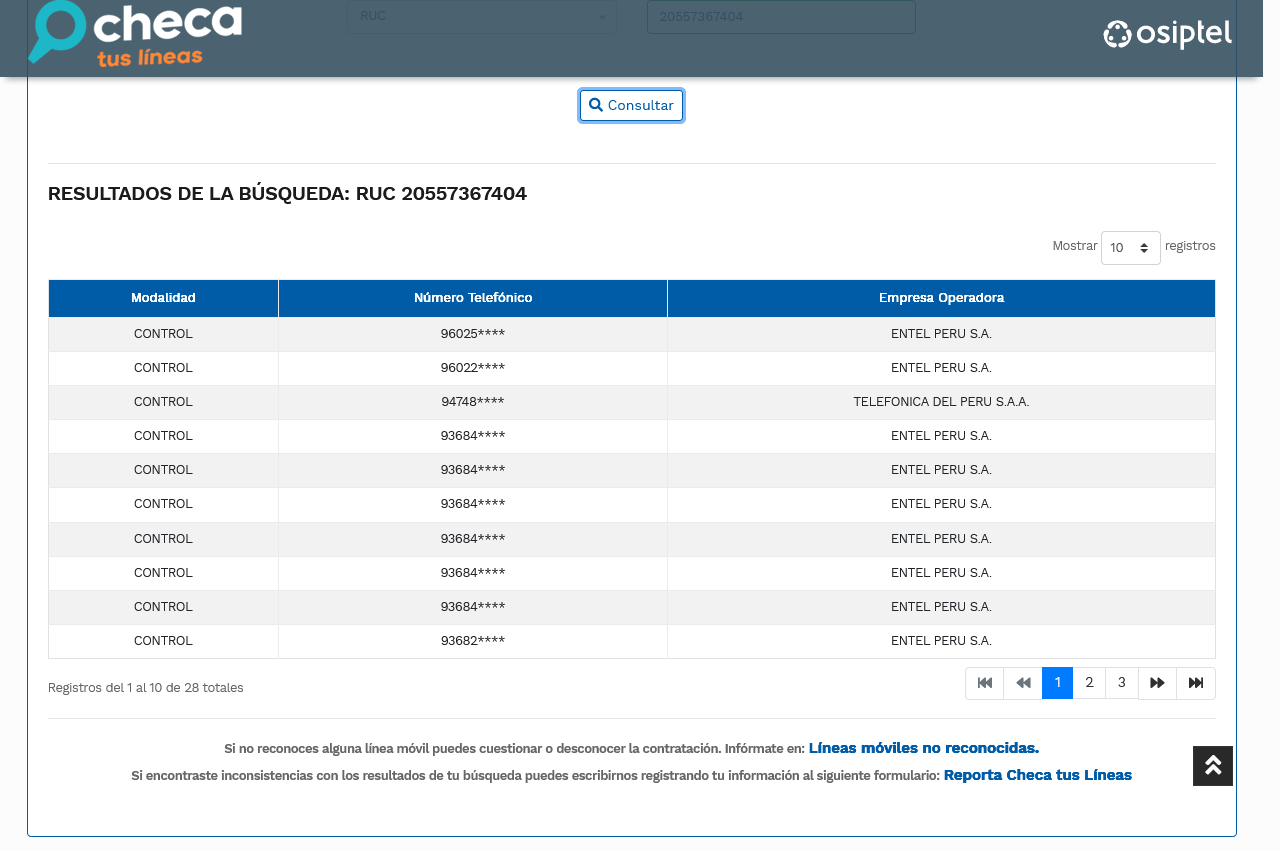 checa
tus líneas
RUC
20557367404
osiptel
Consultar
RESULTADOS DE LA BÚSQUEDA: RUC 20557367404
Mostrar 10 registros
Modalidad Número Telefónico Empresa Operadora
CONTROL 96025**** ENTEL PERU S.A.
CONTROL 96022**** ENTEL PERU S.A.
CONTROL 94748**** TELEFONICA DEL PERU S.A.A.
CONTROL 93684**** ENTEL PERU S.A.
CONTROL 93684**** ENTEL PERU S.A.
CONTROL 93684**** ENTEL PERU S.A.
CONTROL 93684**** ENTEL PERU S.A.
CONTROL 93684**** ENTEL PERU S.A.
CONTROL 93684**** ENTEL PERU S.A.
CONTROL 93682**** ENTEL PERU S.A.
Registros del 1 al 10 de 28 totales
1 2 3
Si no reconoces alguna línea móvil puedes cuestionar o desconocer la contratación. Infórmate en: Líneas móviles no reconocidas.
Si encontraste inconsistencias con los resultados de tu búsqueda puedes escribirnos registrando tu información al siguiente formulario: Reporta Checa tus Líneas